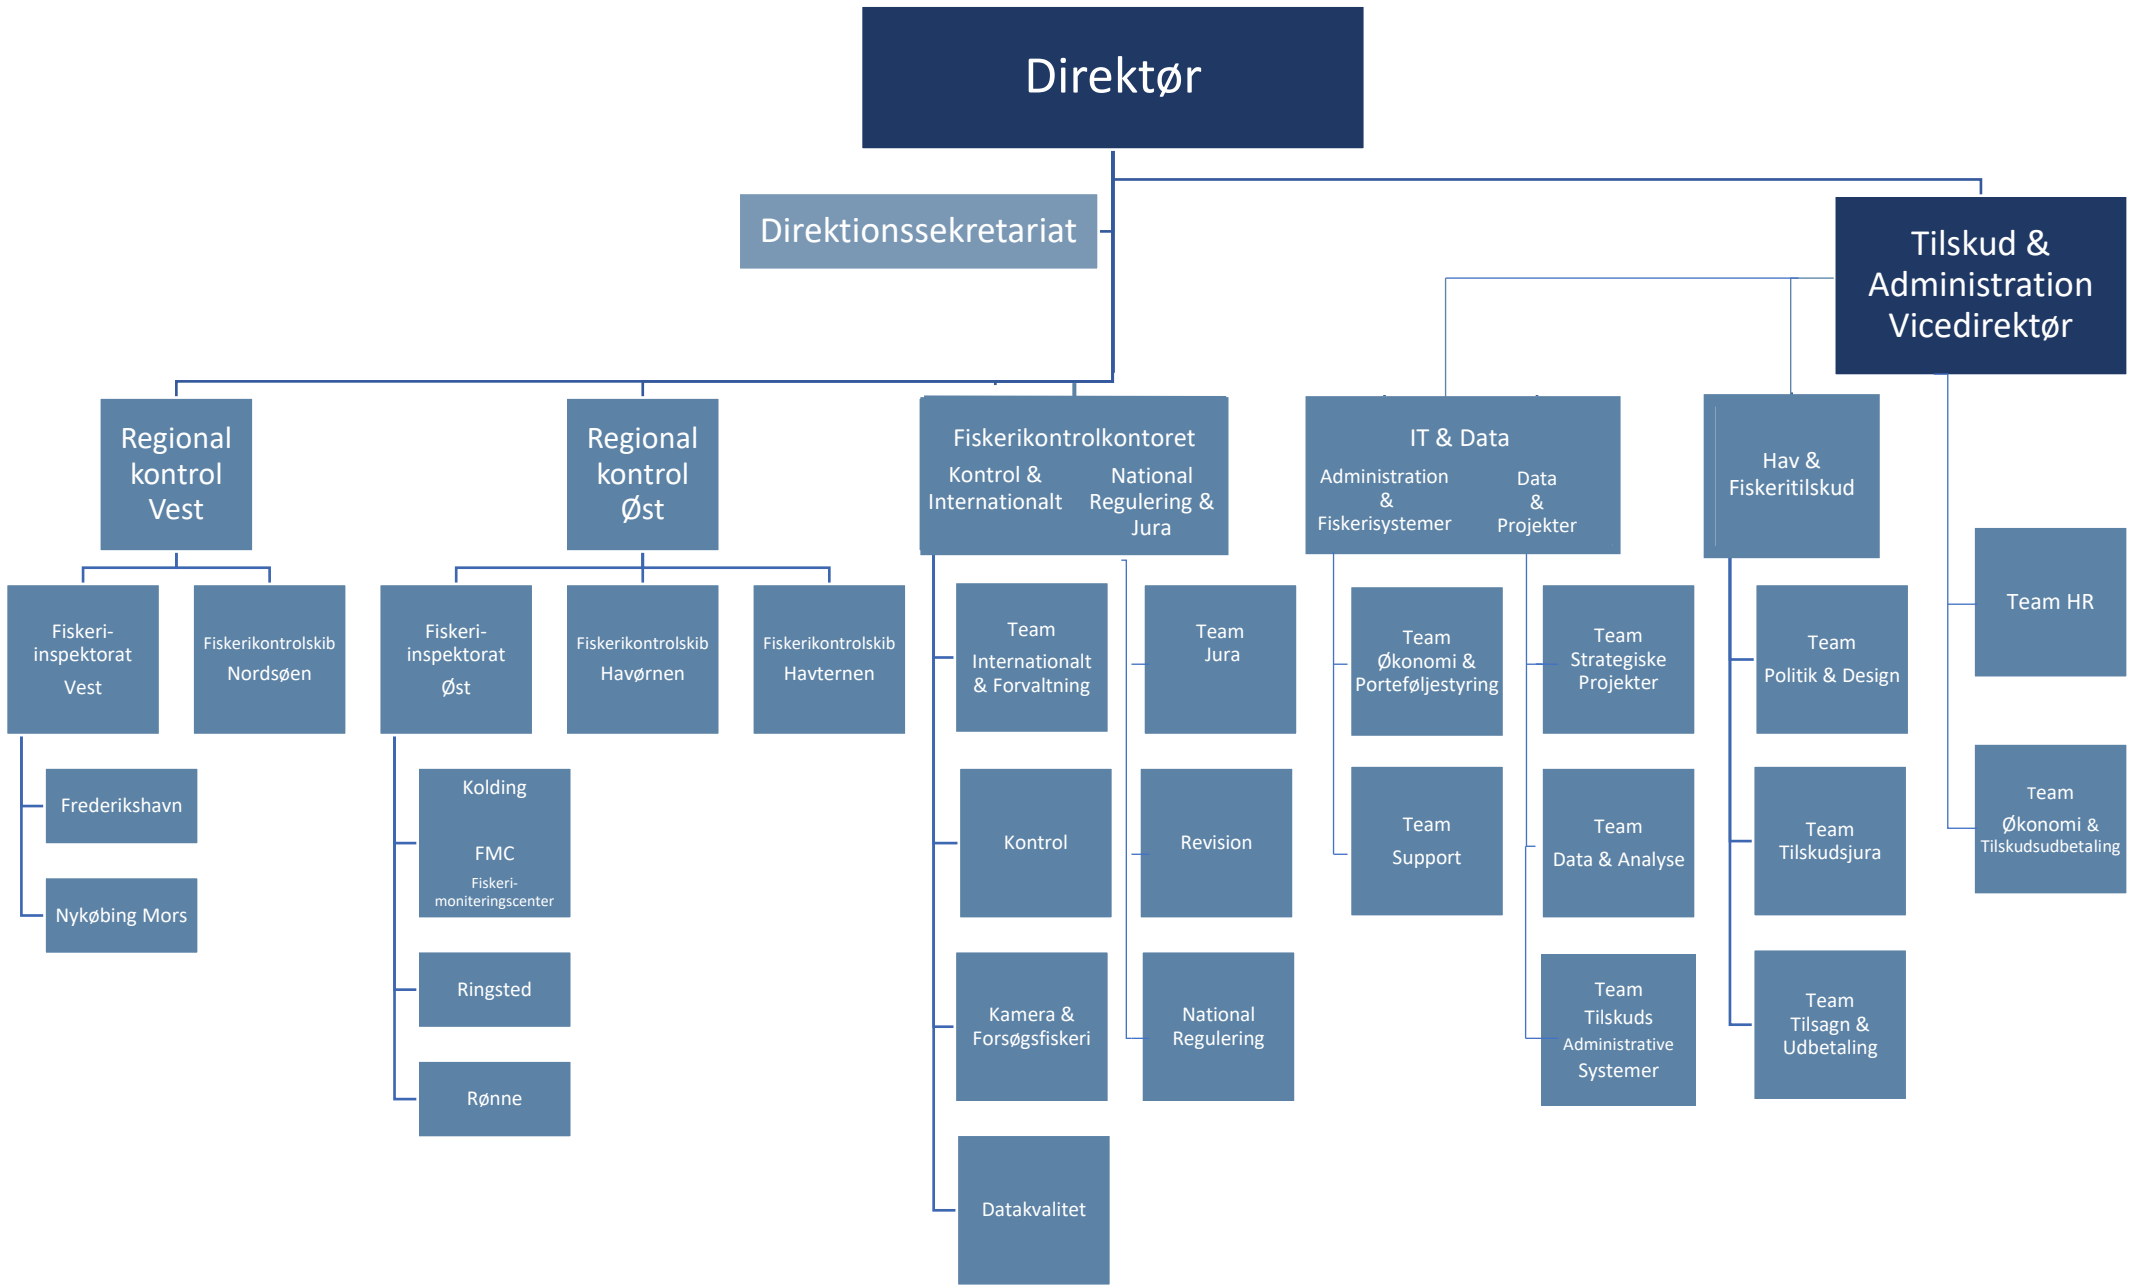 Direktør
Direktionssekretariat
Tilskud &
Administration
Vicedirektør
Regional
kontrol
Vest
Regional
kontrol
Øst
Fiskerikontrolkontoret
Kontrol &
Internationalt
National
Regulering &
Jura
IT & Data
Administration
&
Fiskerisystemer
Data
&
Projekter
Hav &
Fiskeritilskud
Fiskeri-
inspektorat
Vest
Fiskerikontrolskib
Nordsøen
Fiskeri-
inspektorat
Øst
Fiskerikontrolskib
Havørnen
Fiskerikontrolskib
Havternen
Team
Internationalt
& Forvaltning
Team
Jura
Team
Økonomi &
Porteføljestyring
Team
Strategiske
Projekter
Team
Politik & Design
Team HR
Frederikshavn
Nykøbing Mors
Kolding
FMC
Fiskeri-
moniteringscenter
Ringsted
Rønne
Kontrol
Revision
Team
Support
Team
Data & Analyse
Team
Tilskudsjura
Team
Økonomi &
Tilskudsudbetaling
Kamera &
Forsøgsfiskeri
National
Regulering
Team
Tilskuds
Administrative
Systemer
Team
Tilsagn &
Udbetaling
Datakvalitet